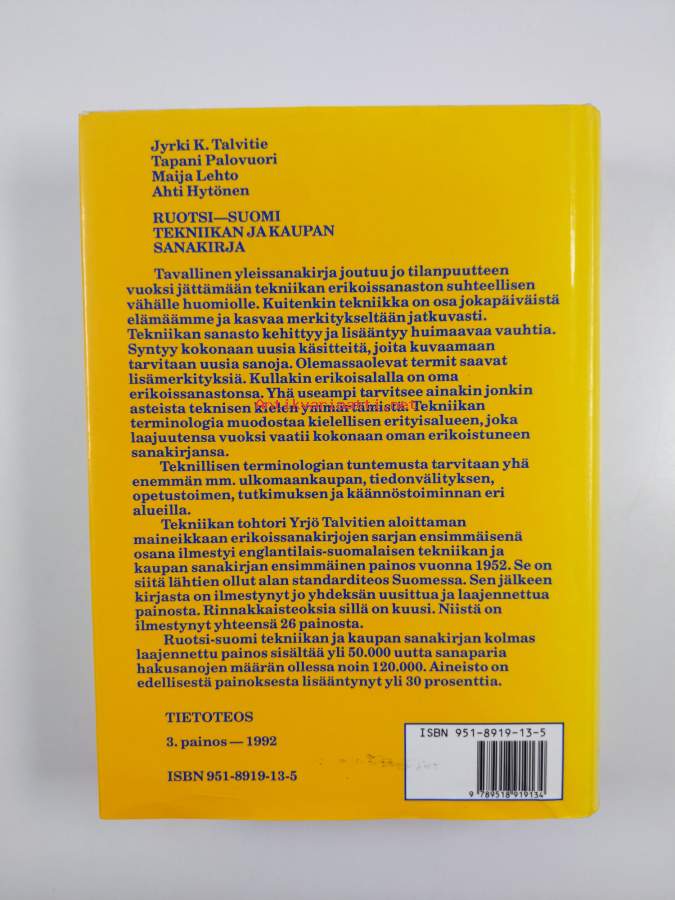 Jyrki K. Talvitie
Tapani Palovuori
Maija Lehto
Ahti Hytönen
RUOTSI—SUOMI
TEKNIIKAN JA KAUPAN
SANAKIRJA
Tavallinen yleissanakirja joutuu jo tilanpuutteen
vuoksi jättämään tekniikan erikoissanaston suhteellisen
vähälle huomiolle. Kuitenkin tekniikka on osa jokapäiväistä
elämäämme ja kasvaa merkitykseltään jatkuvasti.
Tekniikan sanasto kehittyy ja lisääntyy huimaavaa vauhtia.
Syntyy kokonaan uusia käsitteitä, joita kuvaamaan
tarvitaan uusia sanoja. Olemassaolevat termit saavat
lisämerkityksiä. Kullakin erikoisalalla on oma
erikoissanastonsa. Yhä useampi tarvitsee ainakin jonkin
asteista teknisen kielen ymmärtämistä. Tekniikan
Antikvariaatti.net
terminologia muodostaa kielellisen erityisalueen, joka
laajuutensa vuoksi vaatii kokonaan oman erikoistuneen
sanakirjansa.
Teknillisen terminologian tuntemusta tarvitaan yhä
enemmän mm. ulkomaankaupan, tiedonvälityksen,
opetustoimen, tutkimuksen ja käännöstoiminnan eri
alueilla.
Tekniikan tohtori Yrjö Talvitien aloittaman
maineikkaan erikoissanakirjojen sarjan ensimmäisenä
osana ilmestyi englantilais-suomalaisen tekniikan ja
kaupan sanakirjan ensimmäinen painos vuonna 1952. Se on
siitä lähtien ollut alan standarditeos Suomessa. Sen jälkeen
kirjasta on ilmestynyt jo yhdeksän uusittua ja laajennettua
painosta. Rinnakkaisteoksia sillä on kuusi. Niistä on
ilmestynyt yhteensä 26 painosta.
Ruotsi-suomi tekniikan ja kaupan sanakirjan kolmas
laajennettu painos sisältää yli 50.000 uutta sanaparia
hakusanojen määrän ollessa noin 120.000. Aineisto on
edellisestä painoksesta lisääntynyt yli 30 prosenttia.
TIETOTEOS
3. painos — 1992
ISBN 951-8919-13-5
ISBN 951-8919-13-5
9 789518 919134